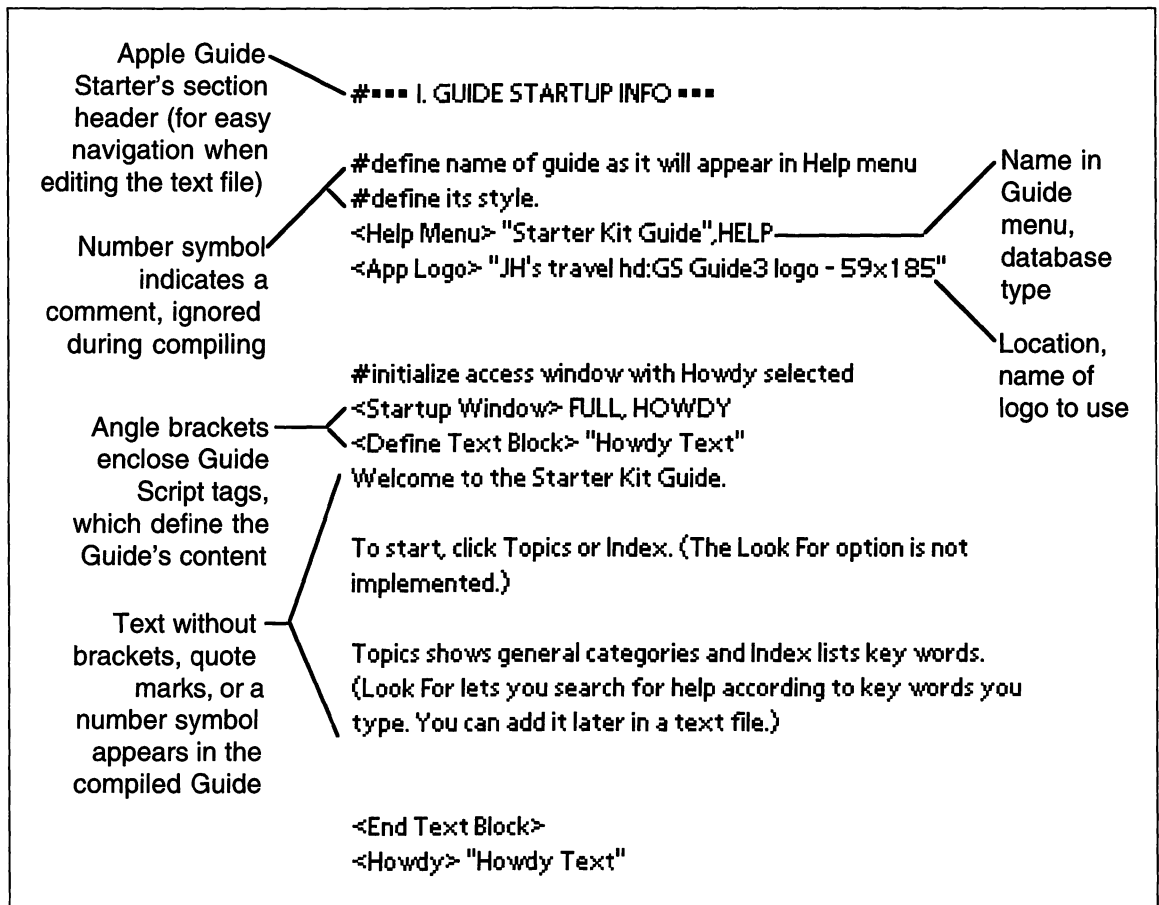 Apple Guide
Starter's section
header (for easy
navigation when
editing the text file)
Number symbol
indicates a
comment, ignored
during compiling
Angle brackets
enclose Guide
Script tags,
which define the
Guide's content
Text without
brackets, quote
marks, or a
number symbol
appears in the
compiled Guide
#▪▪▪ I. GUIDE STARTUP INFO ▪▪▪
#define name of guide as it will appear in Help menu
#define its style.
<Help Menu> "Starter Kit Guide",HELP
<App Logo> "JH's travel hd:GS Guide3 logo - 59x185"
#initialize access window with Howdy selected
<Startup Window> FULL, HOWDY
<Define Text Block> "Howdy Text"
Welcome to the Starter Kit Guide.
To start, click Topics or Index. (The Look For option is not
implemented.)
Topics shows general categories and Index lists key words.
(Look For lets you search for help according to key words you
type. You can add it later in a text file.)
<End Text Block>
<Howdy> "Howdy Text"
Name in
Guide
menu,
database
type
Location,
name of
logo to use